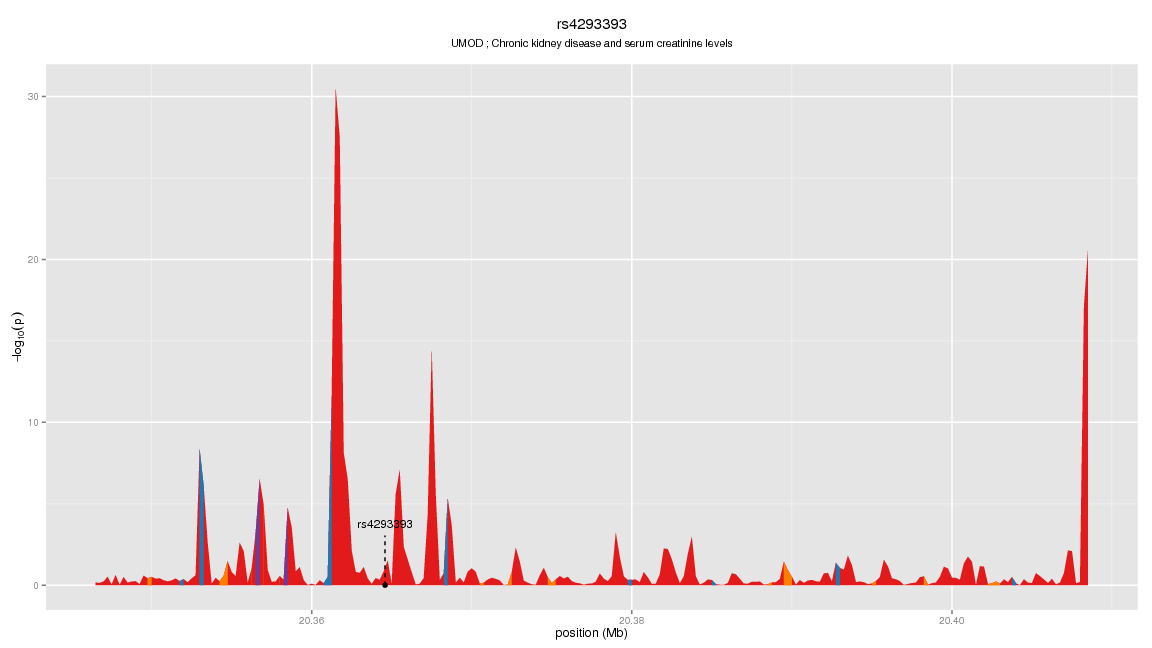 rs4293393
UMOD ; Chronic kidney disease and serum creatinine levels
30
20
10
0
−log10(p)
rs4293393
20.36
20.38
20.40
position (Mb)